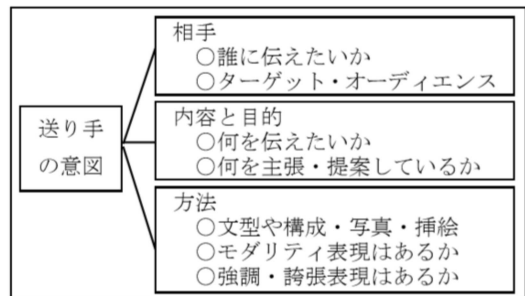 送り手
の意図
相手
○誰に伝えたいか
○ターゲット・オーディエンス
内容と目的
○何を伝えたいか
○何を主張・提案しているか
方法
○文型や構成・写真・挿絵
○モダリティ表現はあるか
○強調・誇張表現はあるか